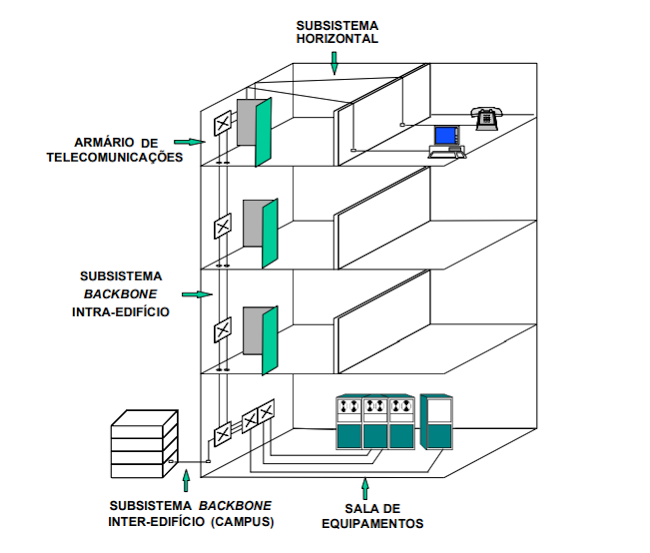 SUBSISTEMA
HORIZONTAL
ARMÁRIO DE
TELECOMUNICAÇÕES
SUBSISTEMA
BACKBONE
INTRA-EDIFÍCIO
SUBSISTEMA BACKBONE
INTER-EDIFÍCIO (CAMPUS)
SALA DE
EQUIPAMENTOS